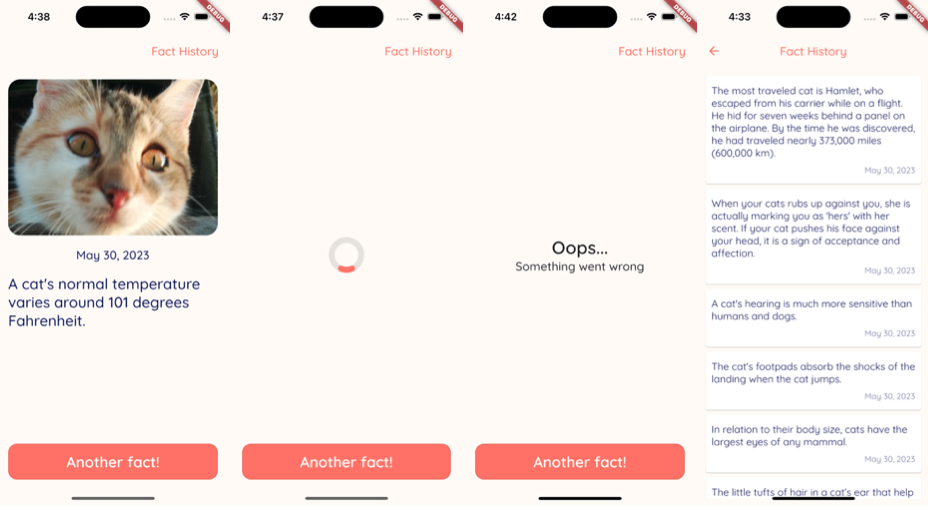 4:38
DEBUG
Fact History
May 30, 2023
A cat's normal temperature
varies around 101 degrees
Fahrenheit.
Another fact!
4:37
DEBUG
Fact History
Another fact!
4:42
DEBUG
Fact History
Oops...
Something went wrong
Another fact!
4:33
DEBUG
Fact History
The most traveled cat is Hamlet, who
escaped from his carrier while on a flight.
He hid for seven weeks behind a panel on
the airplane. By the time he was discovered,
he had traveled nearly 373,000 miles
(600,000 km).
May 30, 2023
When your cats rubs up against you, she is
actually marking you as 'hers' with her
scent. If your cat pushes his face against
your head, it is a sign of acceptance and
affection.
May 30, 2023
A cat's hearing is much more sensitive than
humans and dogs.
May 30, 2023
The cat's footpads absorb the shocks of the
landing when the cat jumps.
May 30, 2023
In relation to their body size, cats have the
largest eyes of any mammal.
May 30, 2023
The little tufts of hair in a cat's ear that help